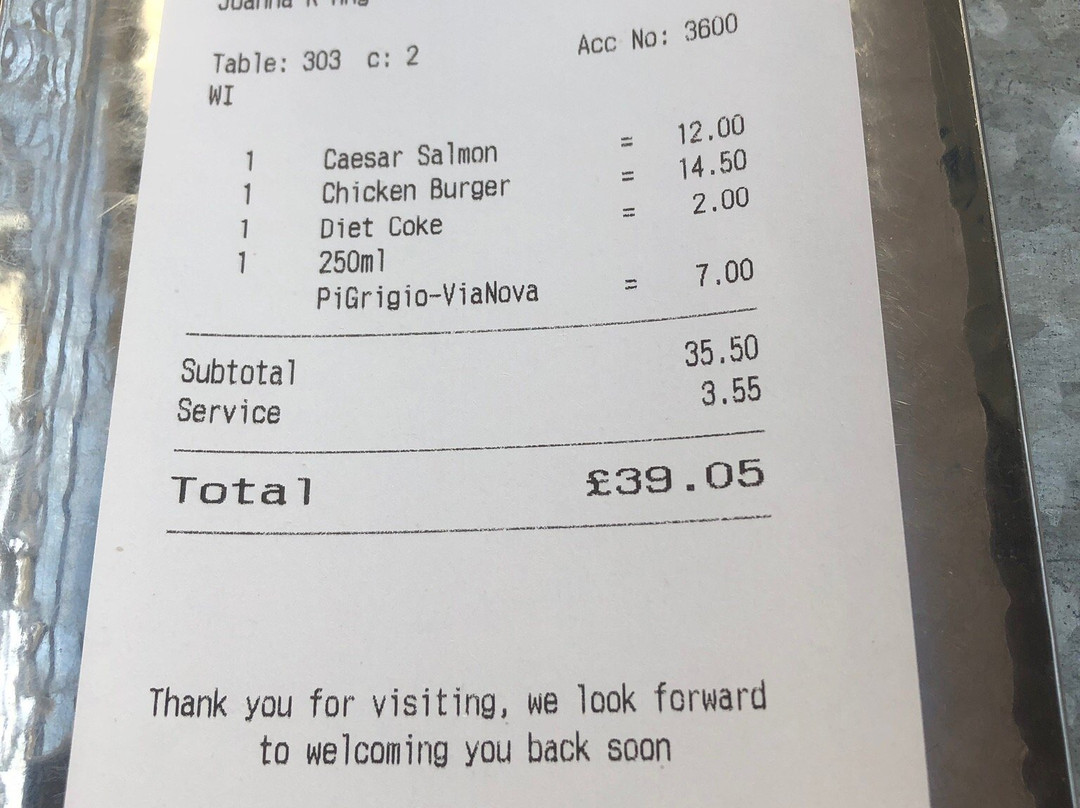 Joanna K
Table: 303 c: 2 Acc No: 3600
WI
1 Caesar Salmon = 12.00
1 Chicken Burger = 14.50
1 Diet Coke = 2.00
1 250ml
PiGrigio-ViaNova = 7.00
Subtotal 35.50
Service 3.55
Total £39.05
Thank you for visiting, we look forward
to welcoming you back soon